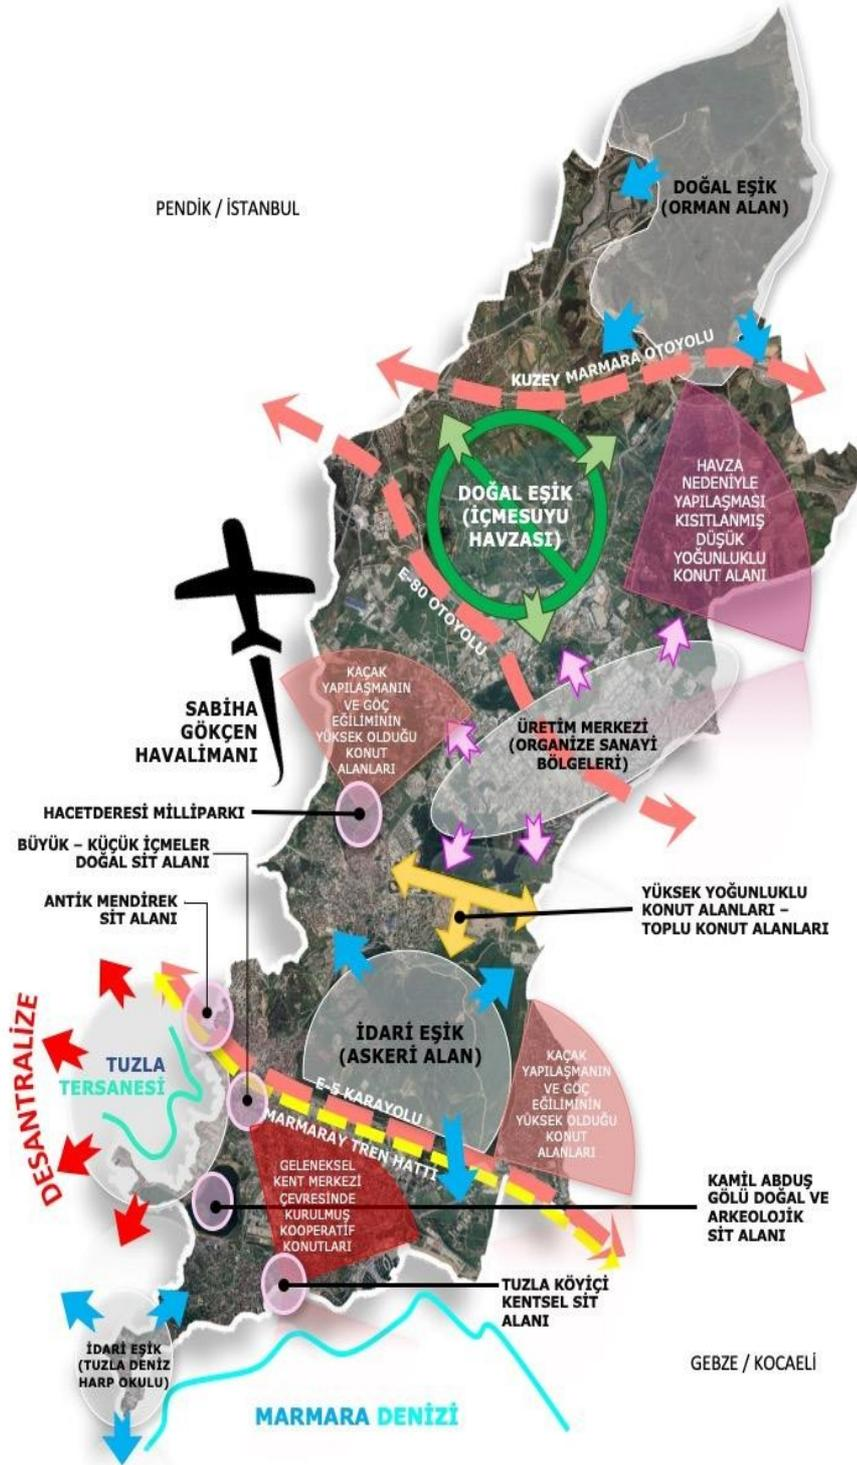 PENDİK / İSTANBUL
DOĞAL EŞİK
(ORMAN ALAN)
KUZEY MARMARA OTOYOLU
DOĞAL EŞİK
(İÇMESUYU
HAVZASI)
HAVZA
NEDENİYLE
YAPILAŞMASI
KISITLANMIŞ
DÜŞÜK
YOĞUNLUKLU
KONUT ALANI
E-80 OTOYOLU
SABİHA
GÖKÇEN
HAVALİMANI
KAÇAK
YAPILAŞMANIN
VE GÖÇ
EĞİLİMİNİN
YÜKSEK OLDUĞU
KONUT
ALANLARI
ÜRETİM MERKEZİ
(ORGANİZE SANAYİ
BÖLGELERİ)
HACETDERESİ MİLLİPARKI
BÜYÜK – KÜÇÜK İÇMELER
DOĞAL SİT ALANI
ANTİK MENDİREK
SİT ALANI
YÜKSEK YOĞUNLUKLU
KONUT ALANLARI –
TOPLU KONUT ALANLARI
DESANTRALİZE
TUZLA
TERSANESİ
İDARİ EŞİK
(ASKERİ ALAN)
E-5 KARAYOLU
MARMARAY TREN HATTI
KAÇAK
YAPILAŞMANIN
VE GÖÇ
EĞİLİMİNİN
YÜKSEK OLDUĞU
KONUT
ALANLARI
GELENEKSEL
KENT MERKEZİ
ÇEVRESİNDE
KURULMUŞ
KOOPERATİF
KONUTLARI
KAMİL ABDUŞ
GÖLÜ DOĞAL VE
ARKEOLOJİK
SİT ALANI
TUZLA KÖYİÇİ
KENTSEL SİT
ALANI
İDARİ EŞİK
(TUZLA DENİZ
HARP OKULU)
GEBZE / KOCAELİ
MARMARA DENİZİ